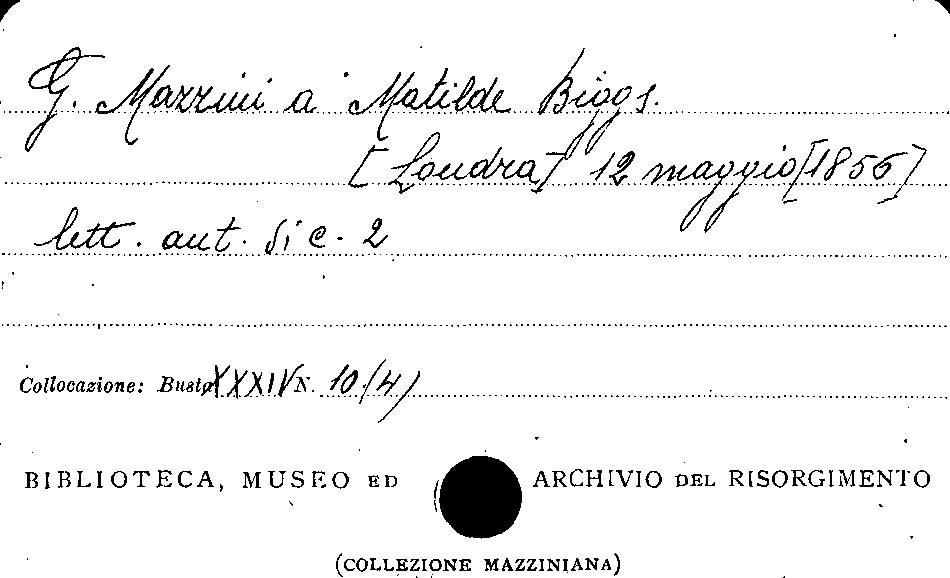 G. Mazzini a Matilde Biggs.
[Londra] 12 maggio [1856]
lett. aut. di c. 2
Collocazione: Busta XXXIV N. 10 (4)
BIBLIOTECA, MUSEO ED ARCHIVIO DEL RISORGIMENTO
(COLLEZIONE MAZZINIANA)